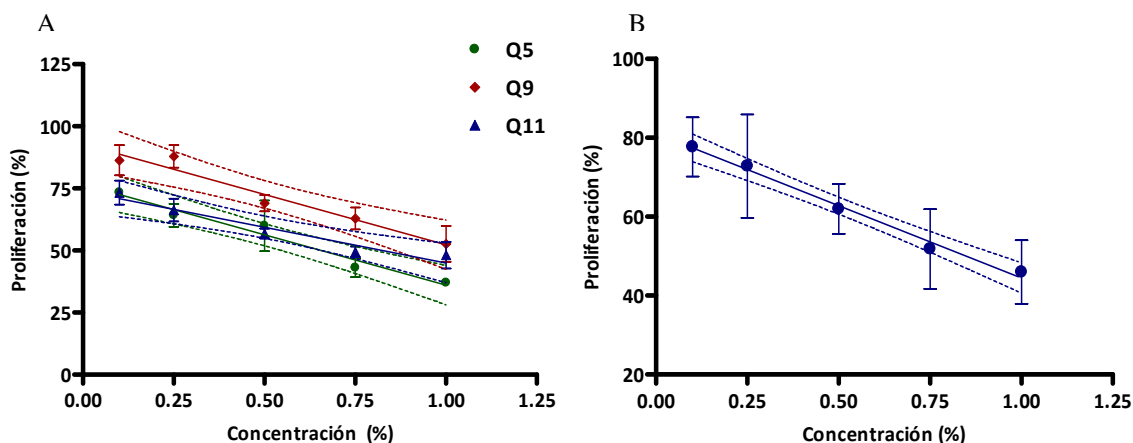 A
B
Q5
Q9
Q11
125
100
75
50
25
0
0.00 0.25 0.50 0.75 1.00 1.25
Proliferación (%)
Concentración (%)
100
80
60
40
20
0.00 0.25 0.50 0.75 1.00 1.25
Proliferación (%)
Concentración (%)